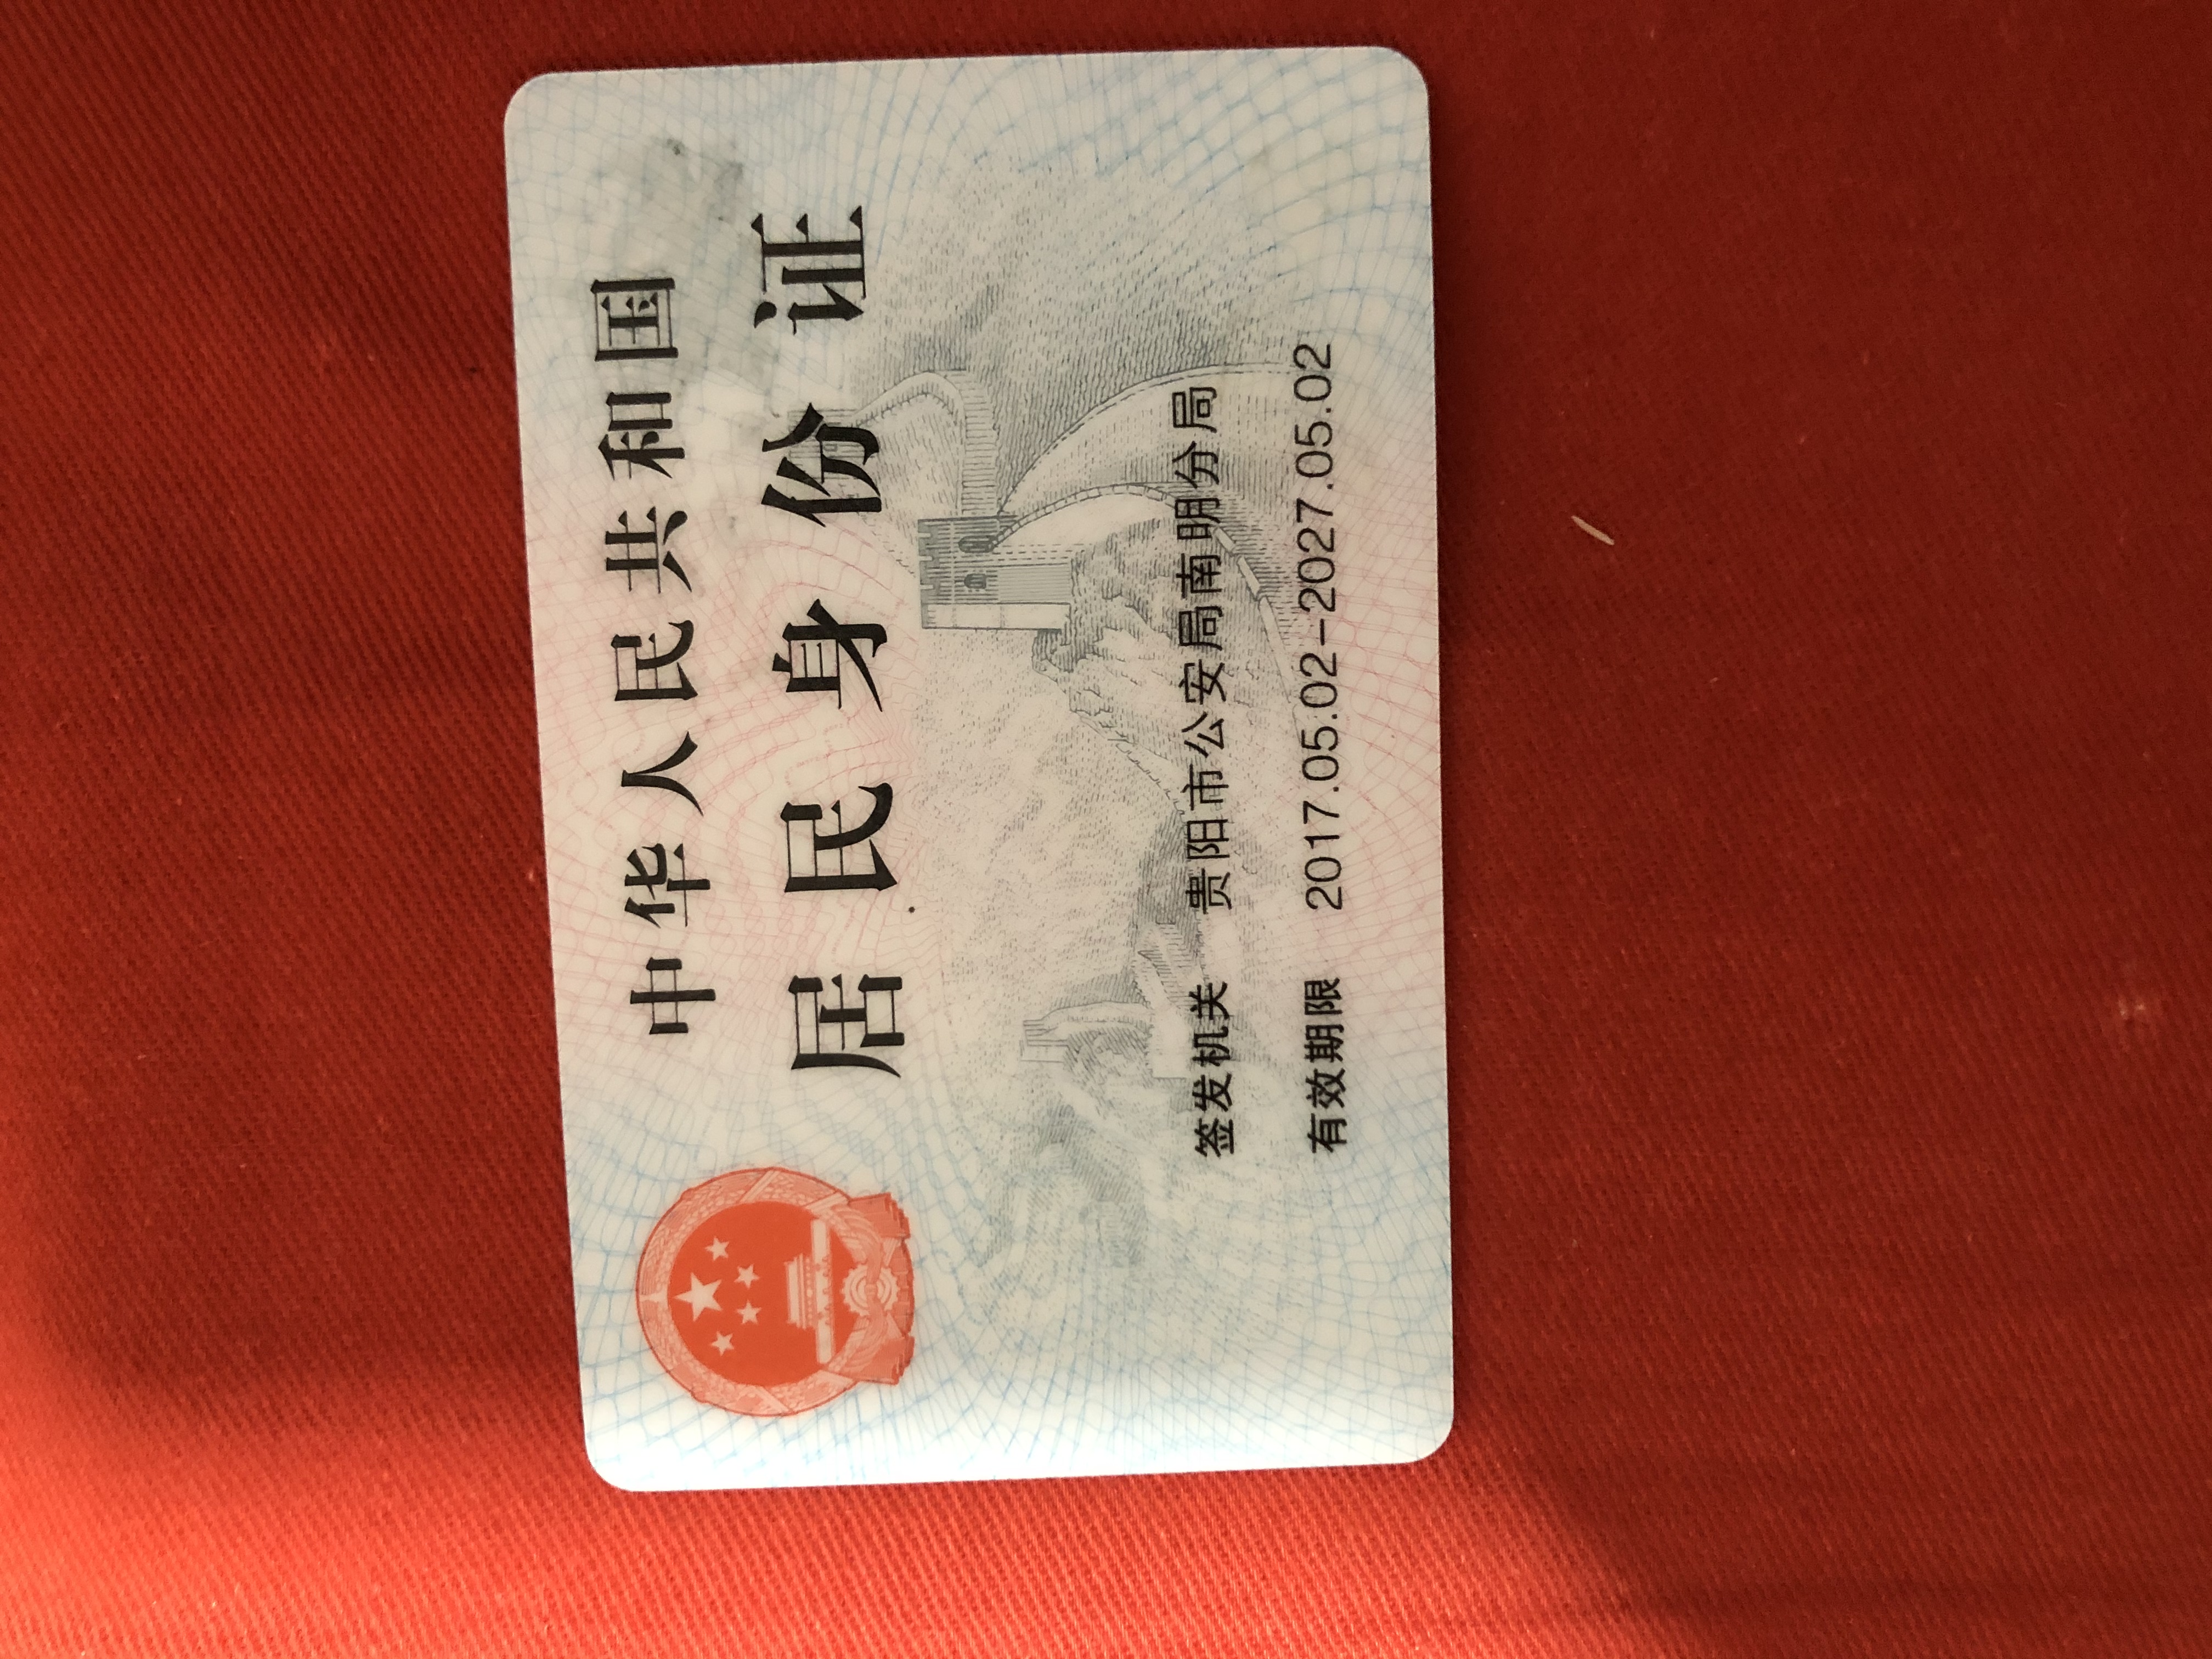 中华人民共和国
居民身份证
签发机关 贵阳市公安局南明分局
有效期限 2017.05.02-2027.05.02